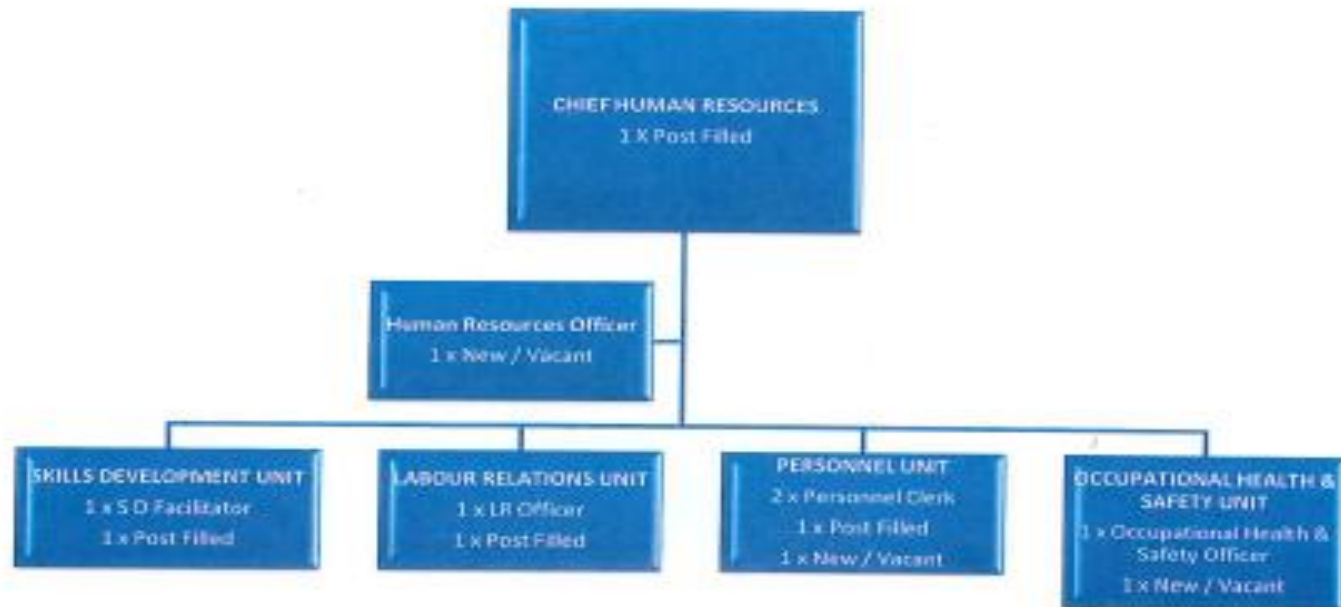 CHIEF HUMAN RESOURCES
1 X Post Filled
Human Resources Officer
1 x New / Vacant
SKILLS DEVELOPMENT UNIT
1 x S D Facilitator
1 x Post Filled
LABOUR RELATIONS UNIT
1 x LR Officer
1 x Post Filled
PERSONNEL UNIT
2 x Personnel Clerk
1 x Post Filled
1 x New / Vacant
OCCUPATIONAL HEALTH &
SAFETY UNIT
1 x Occupational Health &
Safety Officer
1 x New / Vacant